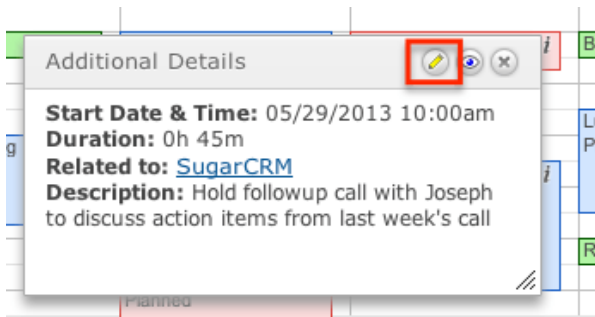 i
B
Additional Details
Start Date & Time: 05/29/2013 10:00am
Duration: 0h 45m
Related to: SugarCRM
Description: Hold followup call with Joseph
to discuss action items from last week's call
g
L
P
i
R
Planned